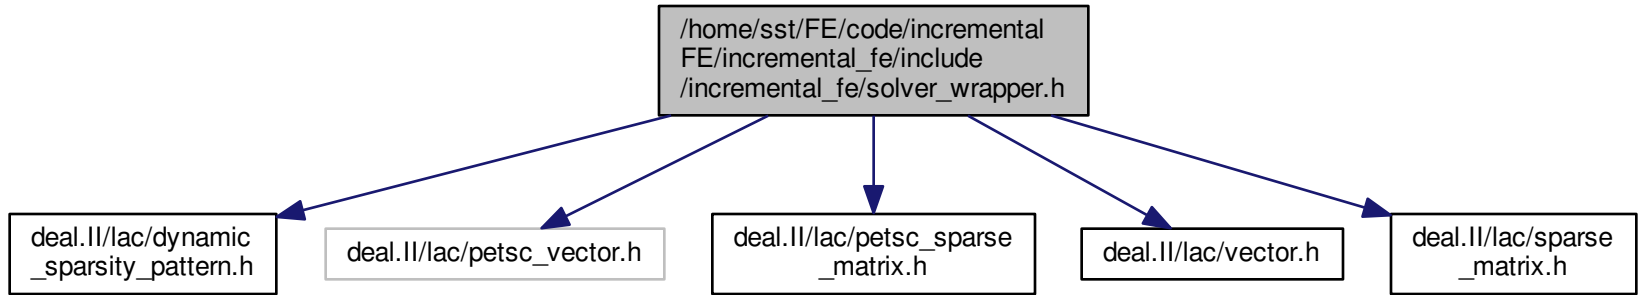 /home/sst/FE/code/incremental
FE/incremental_fe/include
/incremental_fe/solver_wrapper.h
deal.II/lac/dynamic
_sparsity_pattern.h
deal.II/lac/petsc_vector.h
deal.II/lac/petsc_sparse
_matrix.h
deal.II/lac/vector.h
deal.II/lac/sparse
_matrix.h